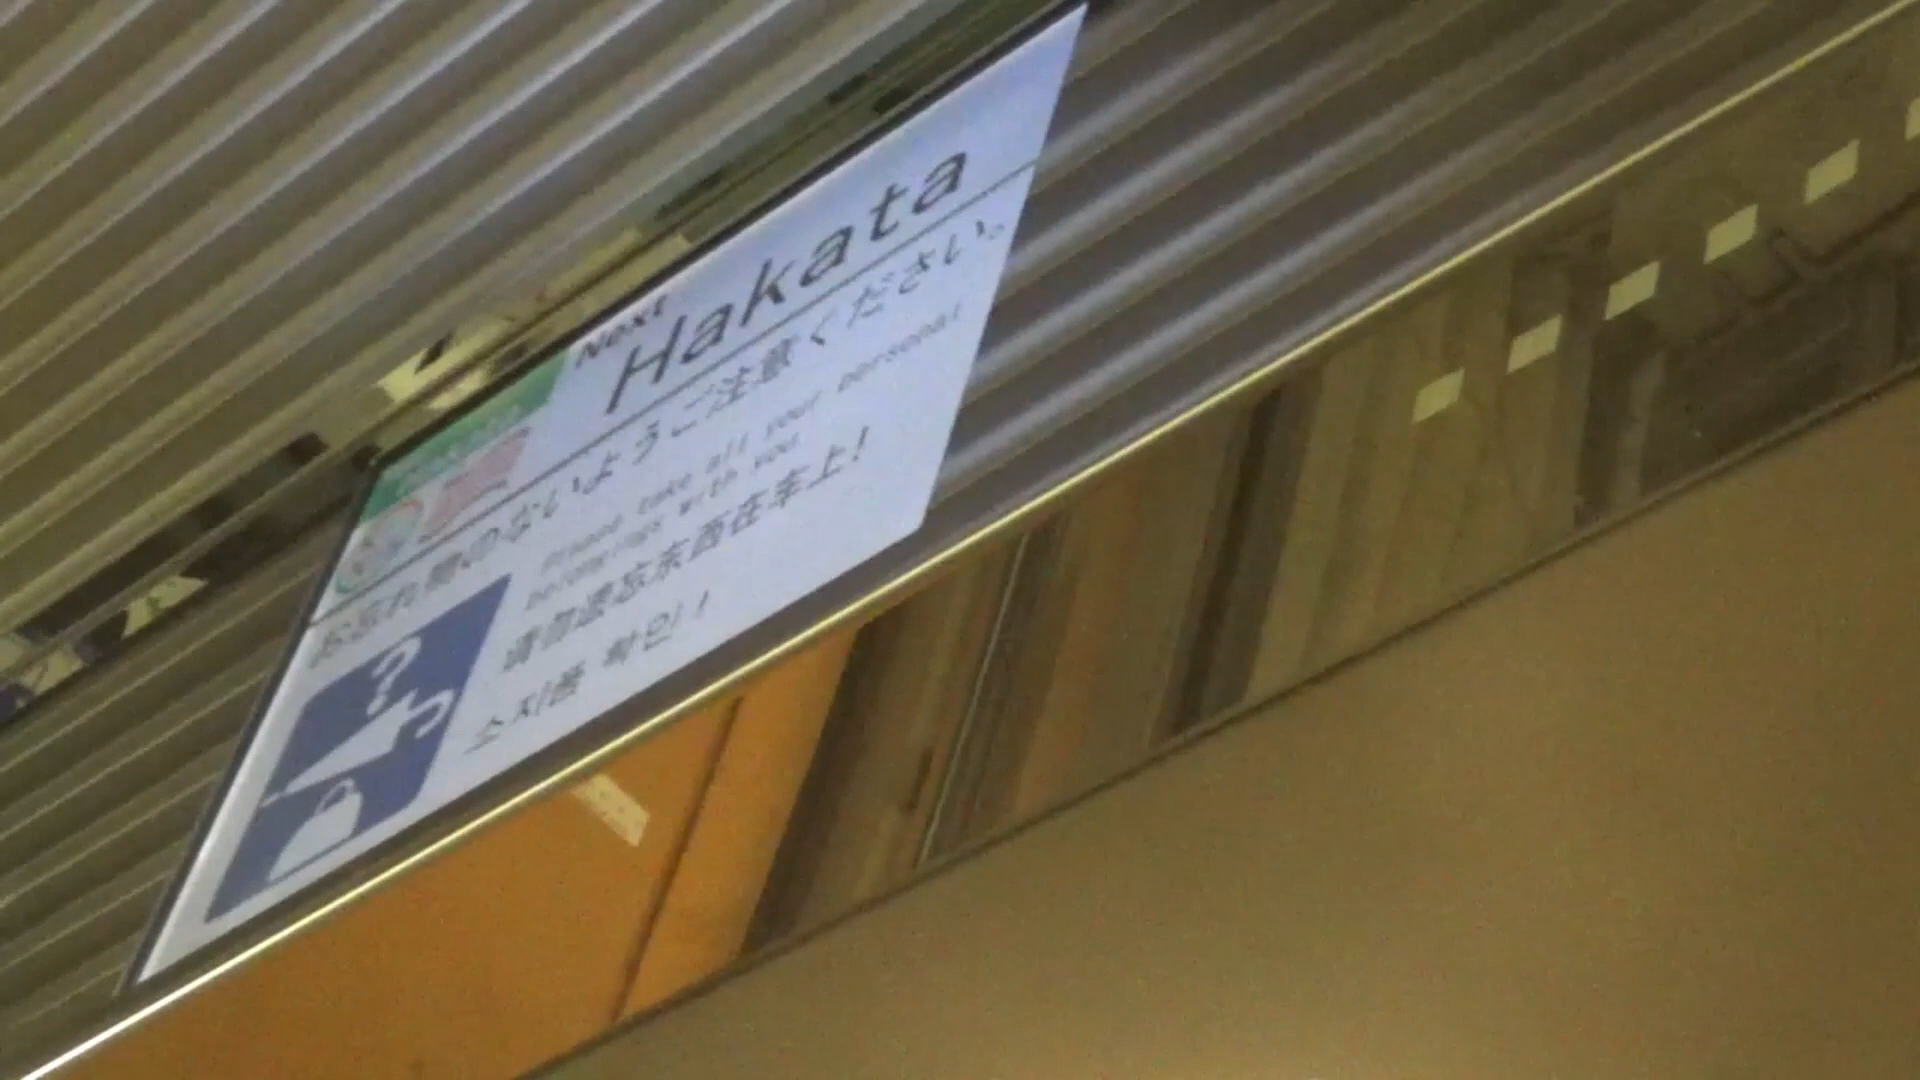 Next
Hakata
お忘れ物のないようご注意ください。
Please take all your personal
belongings with you
请勿遗忘东西在车上!
소지품 확인!!